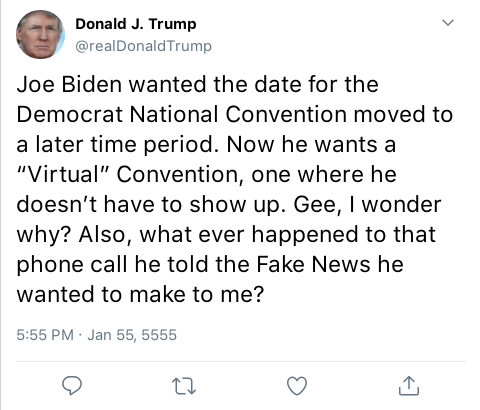 Donald J. Trump
@realDonaldTrump
Joe Biden wanted the date for the
Democrat National Convention moved to
a later time period. Now he wants a
“Virtual” Convention, one where he
doesn’t have to show up. Gee, I wonder
why? Also, what ever happened to that
phone call he told the Fake News he
wanted to make to me?
5:55 PM · Jan 55, 5555